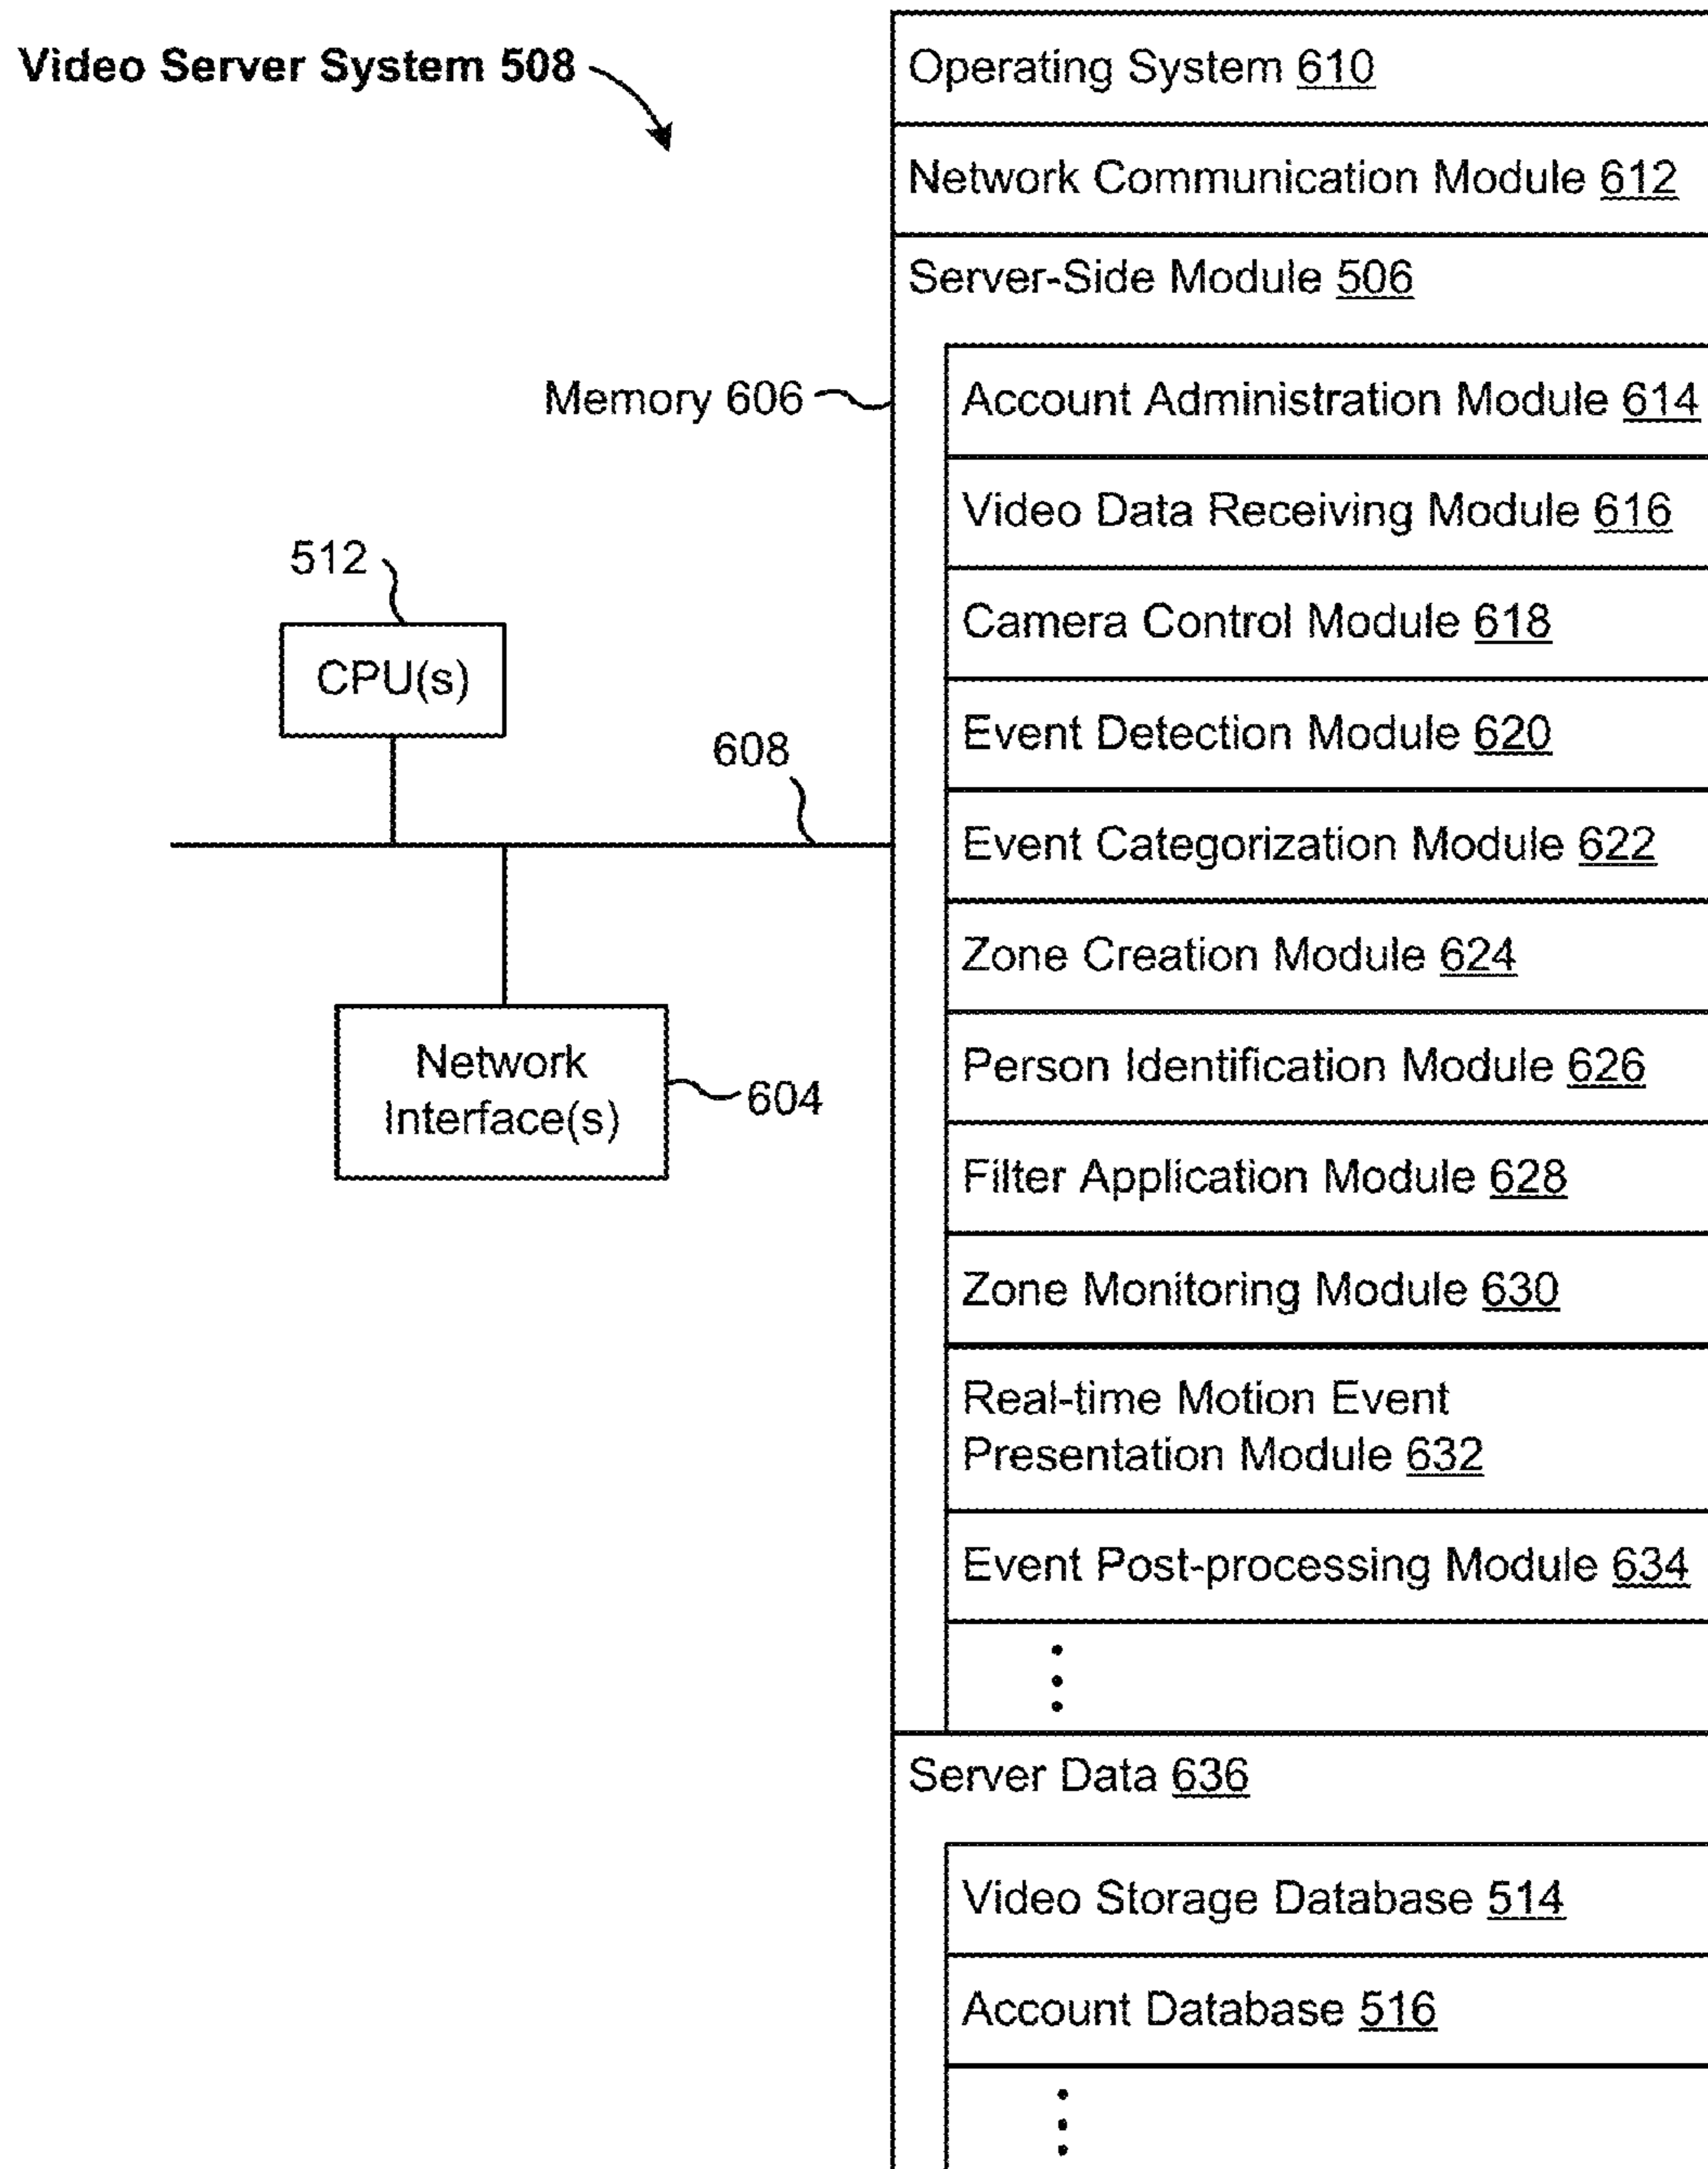 Video Server System 508
Operating System 610
Network Communication Module 612
Server-Side Module 506
Memory 606
Account Administration Module 614
Video Data Receiving Module 616
512
CPU(s)
Camera Control Module 618
Event Detection Module 620
608
Event Categorization Module 622
Zone Creation Module 624
Network
Interface(s)
604
Person Identification Module 626
Filter Application Module 628
Zone Monitoring Module 630
Real-time Motion Event
Presentation Module 632
Event Post-processing Module 634
Server Data 636
Video Storage Database 514
Account Database 516